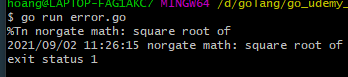 hoang@LAPTOP-FAG1AKC7 MINGW64 /d/golang/go_udemy_
$ go run error.go
%Tn norgate math: square root of
2021/09/02 11:26:15 norgate math: square root of
exit status 1